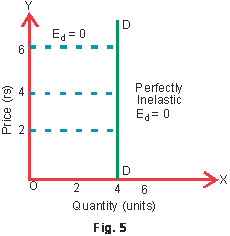 Y
D
E_d = 0
6
Perfectly
Inelastic
E_d = 0
4
2
Price (rs)
D
X
O 2 4 6
Quantity (units)
Fig. 5